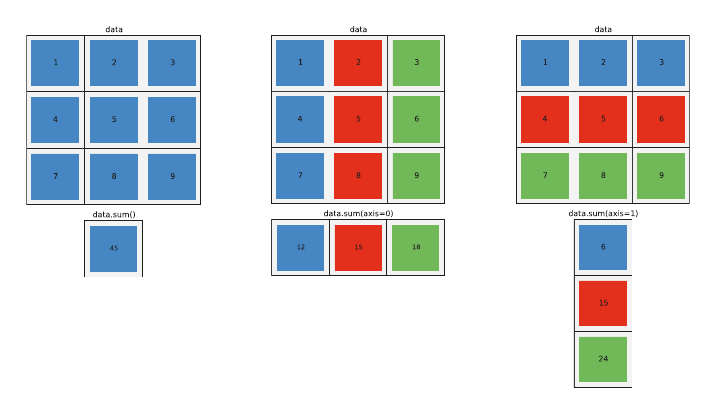 data
1 2 3
4 5 6
7 8 9
data.sum()
45
data
1 2 3
4 5 6
7 8 9
data.sum(axis=0)
12 15 18
data
1 2 3
4 5 6
7 8 9
data.sum(axis=1)
6
15
24